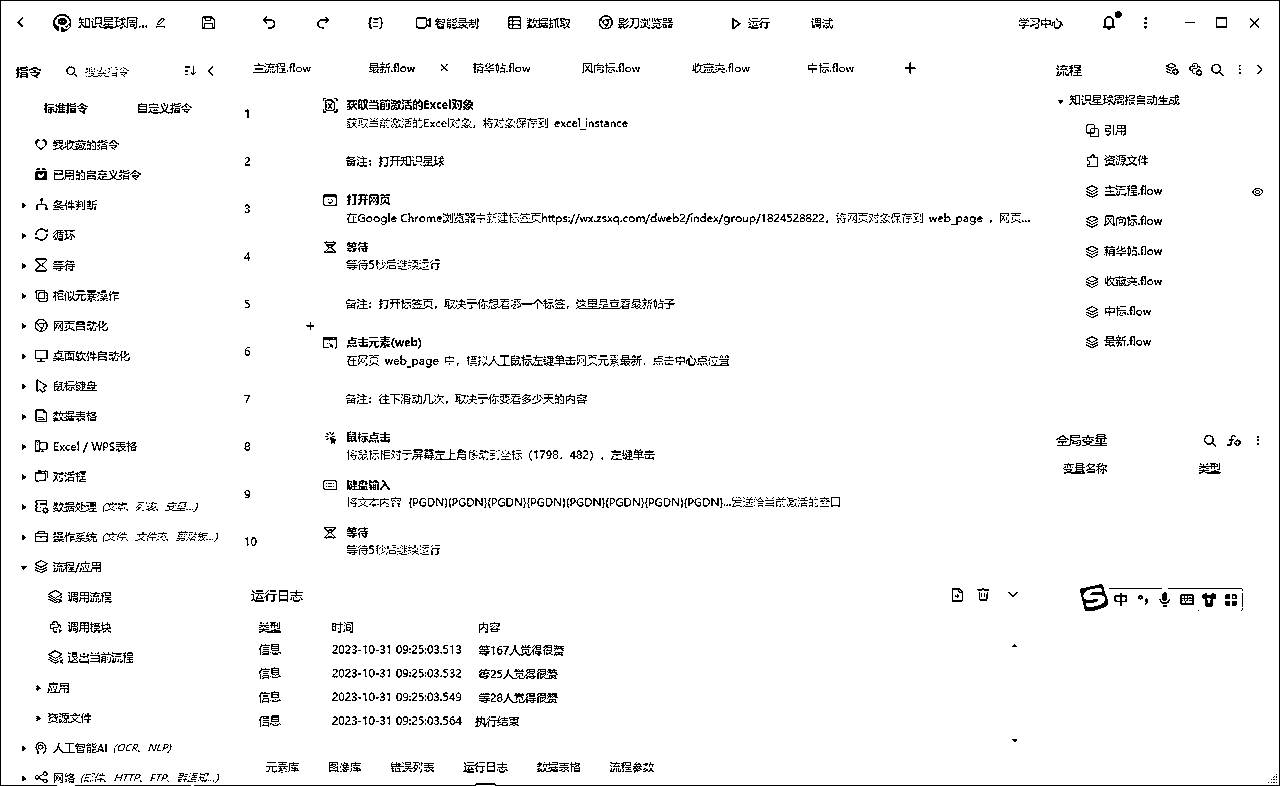 知识星球周...
智能录制
数据抓取
影刀浏览器
运行
调试
学习中心
指令
搜索指令
主流程.flow
最新.flow
精华帖.flow
风向标.flow
收藏夹.flow
中标.flow
流程
标准指令
自定义指令
我收藏的指令
已用的自定义指令
条件判断
循环
等待
相似元素操作
网页自动化
桌面软件自动化
鼠标键盘
数据表格
Excel / WPS表格
对话框
数据处理 (文本、列表、变量...)
操作系统 (文件、文件夹、剪贴板...)
流程/应用
调用流程
调用模块
退出当前流程
应用
资源文件
人工智能AI (OCR、NLP)
网络 (邮件、HTTP、FTP、群通知...)
1
获取当前激活的Excel对象
获取当前激活的Excel对象，将对象保存到 excel_instance
2
备注：打开知识星球
3
打开网页
在Google Chrome浏览器中新建标签页https://wx.zsxq.com/dweb2/index/group/1824528822，将网页对象保存到 web_page ，网页...
4
等待
等待5秒后继续运行
5
备注：打开标签页，取决于你想看哪一个标签，这里是查看最新帖子
6
点击元素(web)
在网页 web_page 中，模拟人工鼠标左键单击网页元素最新，点击中心点位置
7
备注：往下滑动几次，取决于你要看多少天的内容
8
鼠标点击
将鼠标相对于屏幕左上角移动到坐标（1798，482），左键单击
9
键盘输入
将文本内容 {PGDN}{PGDN}{PGDN}{PGDN}{PGDN}{PGDN}{PGDN}{PGDN}...发送给当前激活的窗口
10
等待
等待5秒后继续运行
运行日志
类型
时间
内容
信息
2023-10-31 09:25:03.513
等167人觉得很赞
信息
2023-10-31 09:25:03.532
等25人觉得很赞
信息
2023-10-31 09:25:03.549
等28人觉得很赞
信息
2023-10-31 09:25:03.564
执行结束
元素库
图像库
错误列表
运行日志
数据表格
流程参数
知识星球周报自动生成
引用
资源文件
主流程.flow
风向标.flow
精华帖.flow
收藏夹.flow
中标.flow
最新.flow
全局变量
变量名称
类型
中